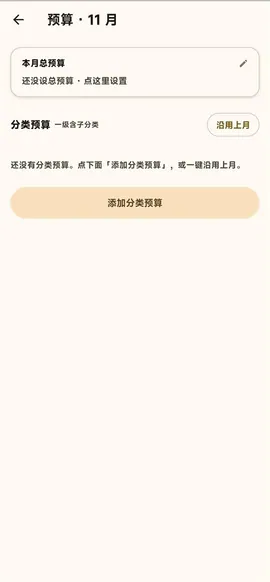 预算 · 11 月
本月总预算
还没设总预算 · 点这里设置
分类预算 一级含子分类
沿用上月
还没有分类预算。点下面「添加分类预算」，或一键沿用上月。
添加分类预算